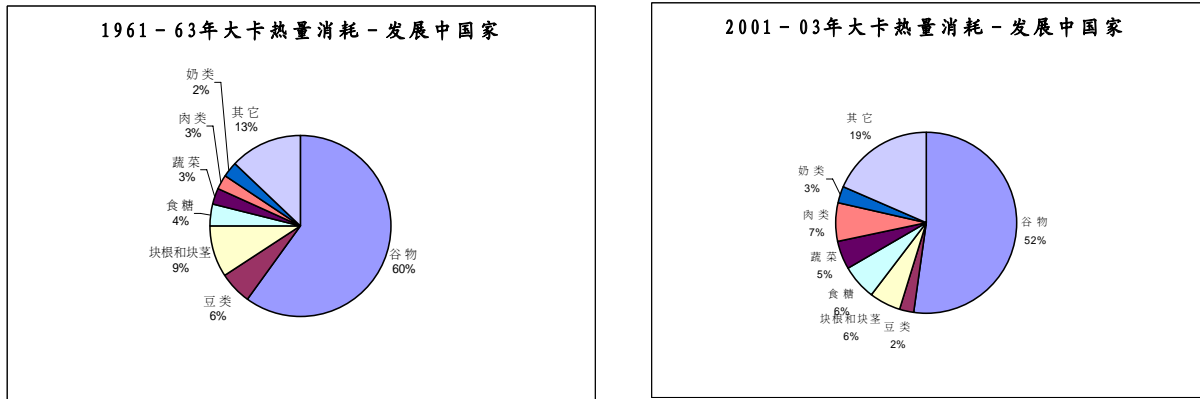 1961－63年大卡热量消耗－发展中国家
奶类
2%
其它
13%
肉类
3%
蔬菜
3%
食糖
4%
块根和块茎
9%
豆类
6%
谷物
60%
2001－03年大卡热量消耗－发展中国家
其它
19%
奶类
3%
肉类
7%
蔬菜
5%
食糖
6%
块根和块茎
6%
豆类
2%
谷物
52%